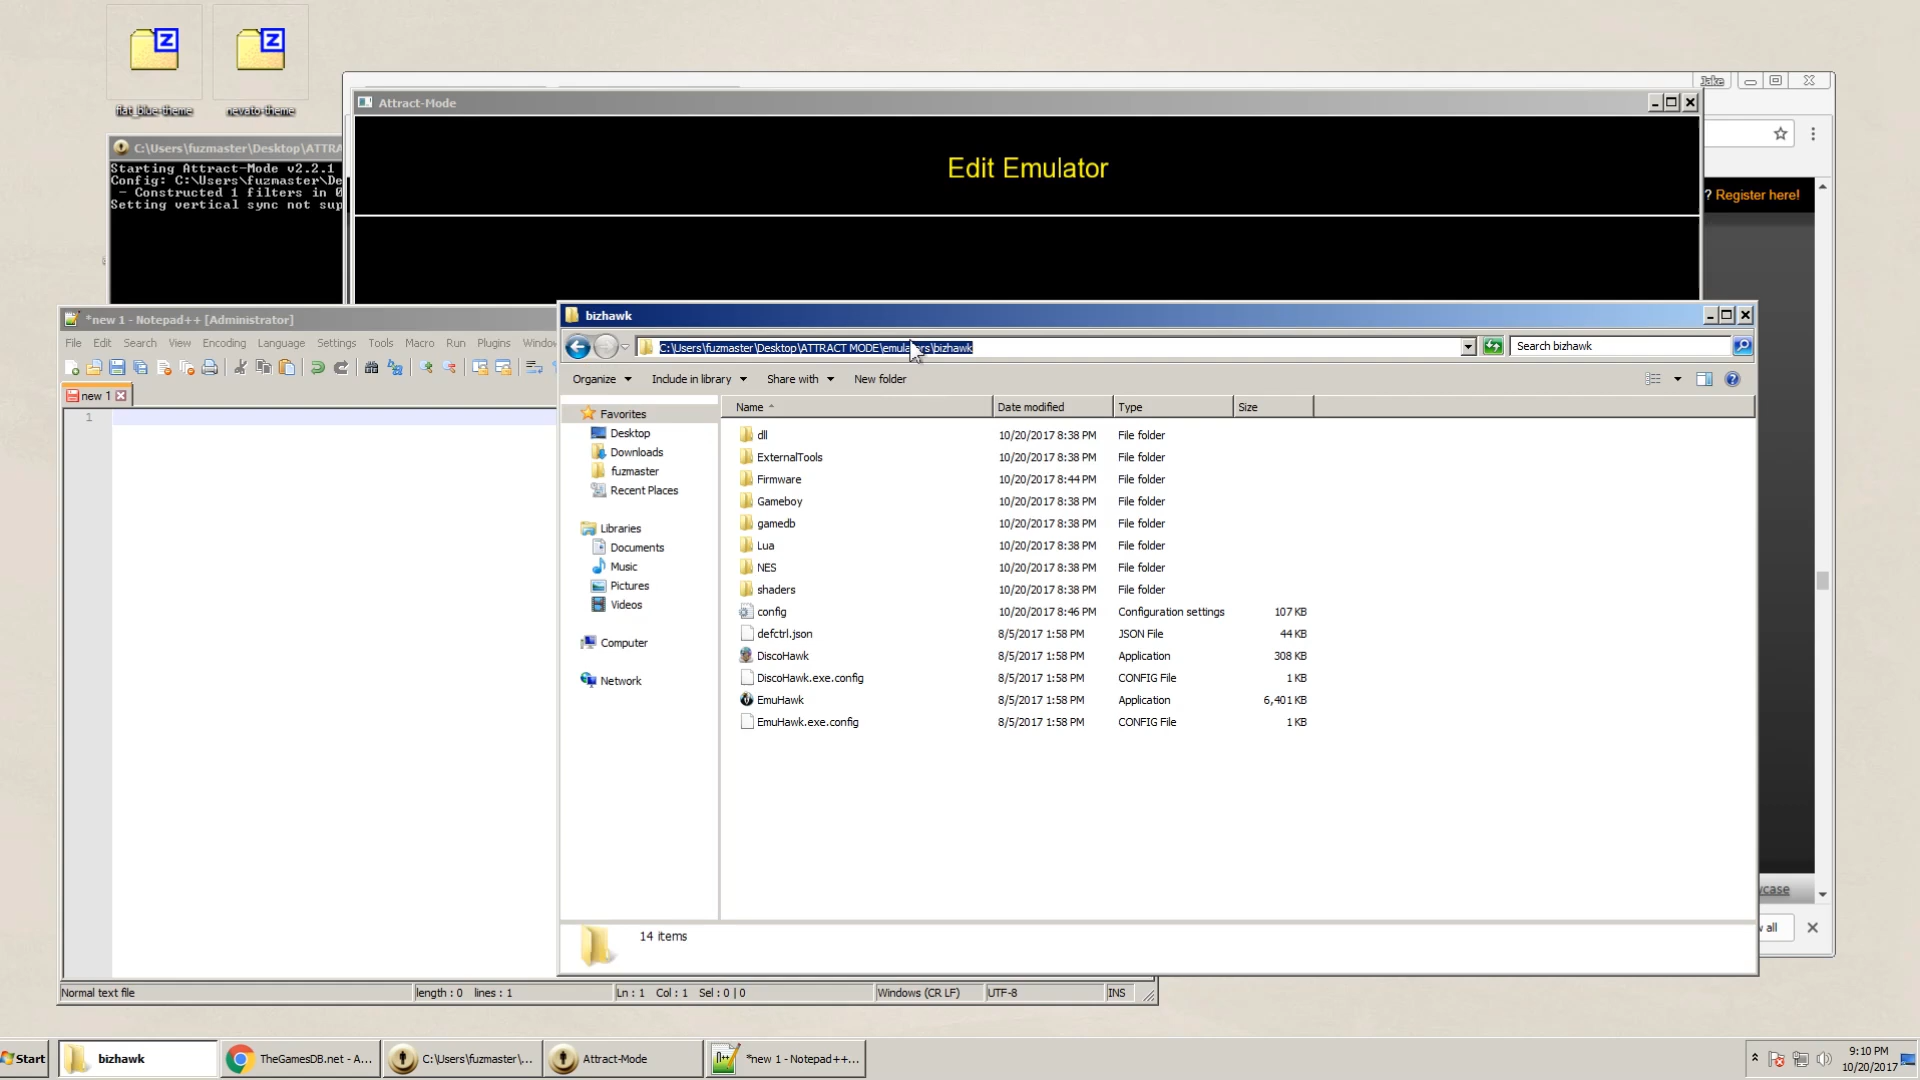 flat_blue-theme
nevato-theme
Jake
Attract-Mode
C:\Users\fuzmaster\Desktop\ATTRA
Starting Attract-Mode v2.2.1
Config: C:\Users\fuzmaster\De
- Constructed 1 filters in 0
Setting vertical sync not sup
Edit Emulator
? Register here!
*new 1 - Notepad++ [Administrator]
File Edit Search View Encoding Language Settings Tools Macro Run Plugins Window
new 1
1
bizhawk
C:\Users\fuzmaster\Desktop\ATTRACT MODE\emulators\bizhawk
Search bizhawk
Organize Include in library Share with New folder
Name Date modified Type Size
Favorites
Desktop
Downloads
fuzmaster
Recent Places
Libraries
Documents
Music
Pictures
Videos
Computer
Network
dll 10/20/2017 8:38 PM File folder
ExternalTools 10/20/2017 8:38 PM File folder
Firmware 10/20/2017 8:44 PM File folder
Gameboy 10/20/2017 8:38 PM File folder
gamedb 10/20/2017 8:38 PM File folder
Lua 10/20/2017 8:38 PM File folder
NES 10/20/2017 8:38 PM File folder
shaders 10/20/2017 8:38 PM File folder
config 10/20/2017 8:46 PM Configuration settings 107 KB
defctrl.json 8/5/2017 1:58 PM JSON File 44 KB
DiscoHawk 8/5/2017 1:58 PM Application 308 KB
DiscoHawk.exe.config 8/5/2017 1:58 PM CONFIG File 1 KB
EmuHawk 8/5/2017 1:58 PM Application 6,401 KB
EmuHawk.exe.config 8/5/2017 1:58 PM CONFIG File 1 KB
14 items
wcase
w all
Normal text file length : 0 lines : 1 Ln : 1 Col : 1 Sel : 0 | 0 Windows (CR LF) UTF-8 INS
Start
bizhawk
TheGamesDB.net - A...
C:\Users\fuzmaster\...
Attract-Mode
*new 1 - Notepad++...
9:10 PM
10/20/2017